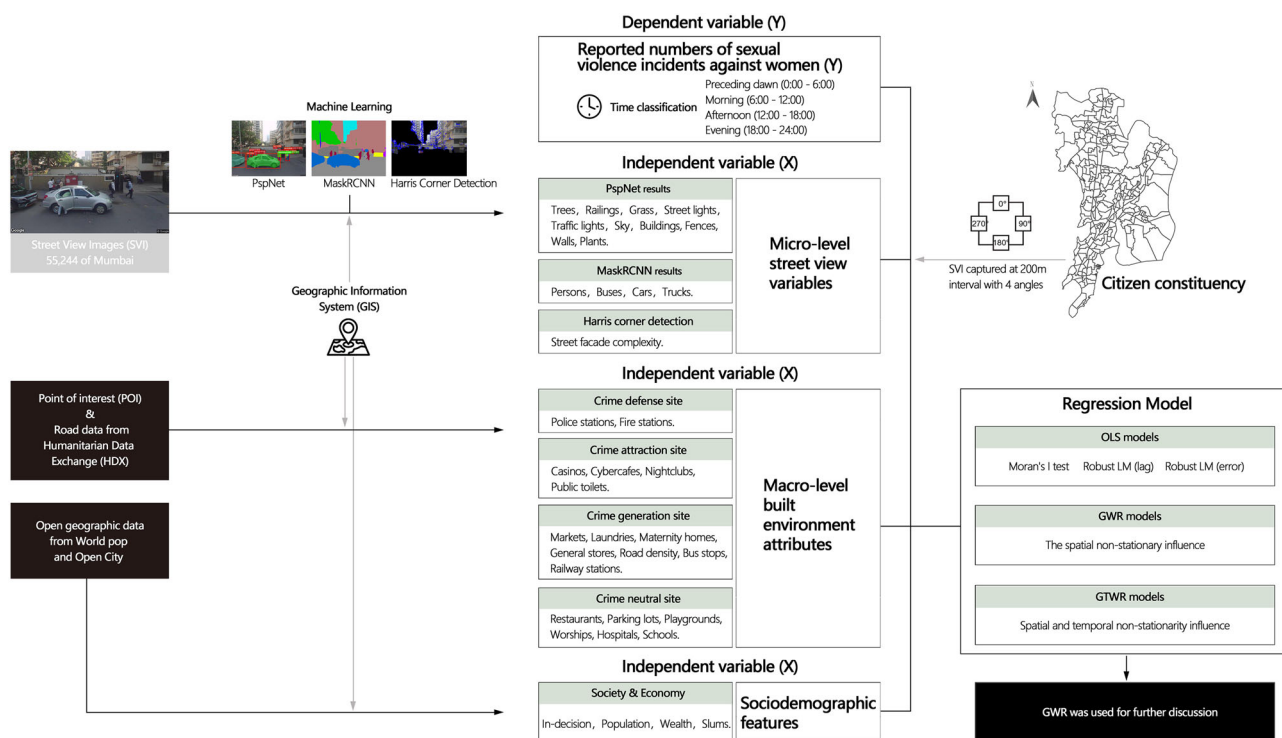 Dependent variable (Y)
Reported numbers of sexual
violence incidents against women (Y)
Time classification
Preceding dawn (0:00 - 6:00)
Morning (6:00 - 12:00)
Afternoon (12:00 - 18:00)
Evening (18:00 - 24:00)
Machine Learning
PspNet
MaskRCNN
Harris Corner Detection
Google
Street View Images (SVI)
55,244 of Mumbai
Geographic Information
System (GIS)
Independent variable (X)
PspNet results
Trees, Railings, Grass, Street lights,
Traffic lights, Sky, Buildings, Fences,
Walls, Plants.
MaskRCNN results
Persons, Buses, Cars, Trucks.
Harris corner detection
Street facade complexity.
Micro-level
street view
variables
S
0°
270°
90°
180°
SVI captured at 200m
interval with 4 angles
Citizen constuency
Point of interest (POI)
&
Road data from
Humanitarian Data
Exchange (HDX)
Open geographic data
from World pop
and Open City
Independent variable (X)
Crime defense site
Police stations, Fire stations.
Crime attraction site
Casinos, Cybercafes, Nightclubs,
Public toilets.
Crime generation site
Markets, Laundries, Maternity homes,
General stores, Road density, Bus stops,
Railway stations.
Crime neutral site
Restaurants, Parking lots, Playgrounds,
Worships, Hospitals, Schools.
Macro-level
built
environment
attributes
Independent variable (X)
Society & Economy
In-decision, Population, Wealth, Slums.
Sociodemographic
features
Regression Model
OLS models
Moran's I test Robust LM (lag) Robust LM (error)
GWR models
The spatial non-stationary influence
GTWR models
Spatial and temporal non-stationarity influence
GWR was used for further discussion